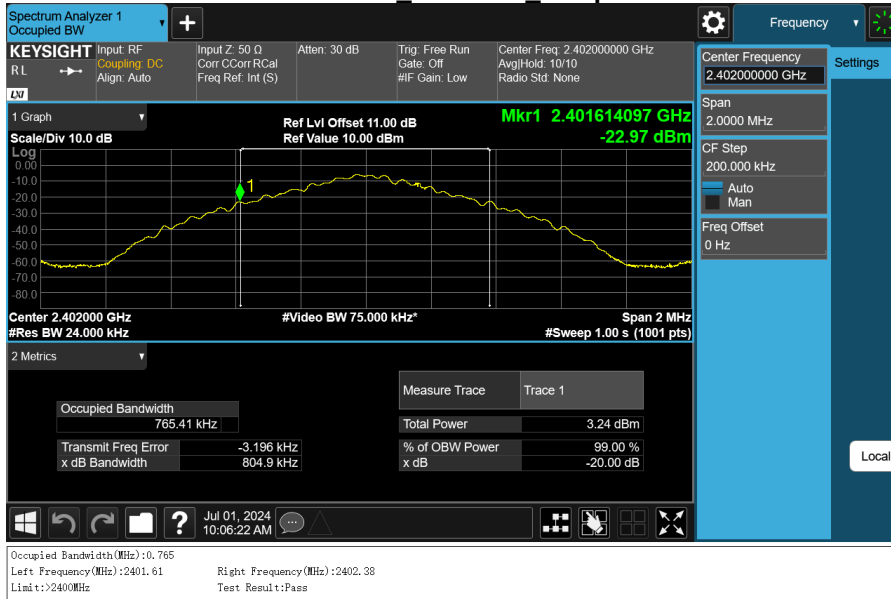 Spectrum Analyzer 1
Occupied BW
+
Frequency
KEYSIGHT
RL
LXI
Input: RF
Coupling: DC
Align: Auto
Input Z: 50 Ω
Corr CCorr RCal
Freq Ref: Int (S)
Atten: 30 dB
Trig: Free Run
Gate: Off
#IF Gain: Low
Center Freq: 2.402000000 GHz
Avg|Hold: 10/10
Radio Std: None
Center Frequency
2.402000000 GHz
Settings
Span
2.0000 MHz
CF Step
200.000 kHz
Auto
Man
Freq Offset
0 Hz
Local
1 Graph
Scale/Div 10.0 dB
Ref Lvl Offset 11.00 dB
Ref Value 10.00 dBm
Mkr1 2.401614097 GHz
-22.97 dBm
Log
0.00
-10.0
-20.0
-30.0
-40.0
-50.0
-60.0
-70.0
-80.0
1
Center 2.402000 GHz
#Video BW 75.000 kHz*
Span 2 MHz
#Res BW 24.000 kHz
#Sweep 1.00 s (1001 pts)
2 Metrics
Measure Trace
Trace 1
Occupied Bandwidth
765.41 kHz
Total Power
3.24 dBm
Transmit Freq Error
-3.196 kHz
% of OBW Power
99.00 %
x dB Bandwidth
804.9 kHz
x dB
-20.00 dB
?
Jul 01, 2024
10:06:22 AM
Occupied Bandwidth(MHz):0.765
Left Frequency(MHz):2401.61 Right Frequency(MHz):2402.38
Limit:>2400MHz Test Result:Pass